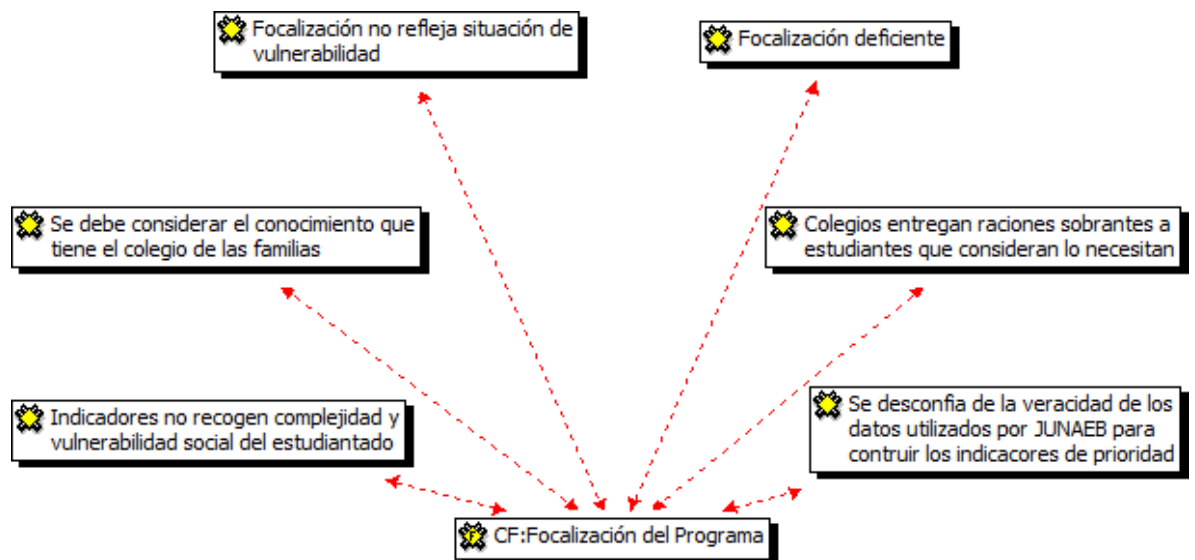 Focalización no refleja situación de
vulnerabilidad
Focalización deficiente
Se debe considerar el conocimiento que
tiene el colegio de las familias
Colegios entregan raciones sobrantes a
estudiantes que consideran lo necesitan
Indicadores no recogen complejidad y
vulnerabilidad social del estudiantado
Se desconfia de la veracidad de los
datos utilizados por JUNAEB para
contruir los indicacores de prioridad
F
CF:Focalización del Programa